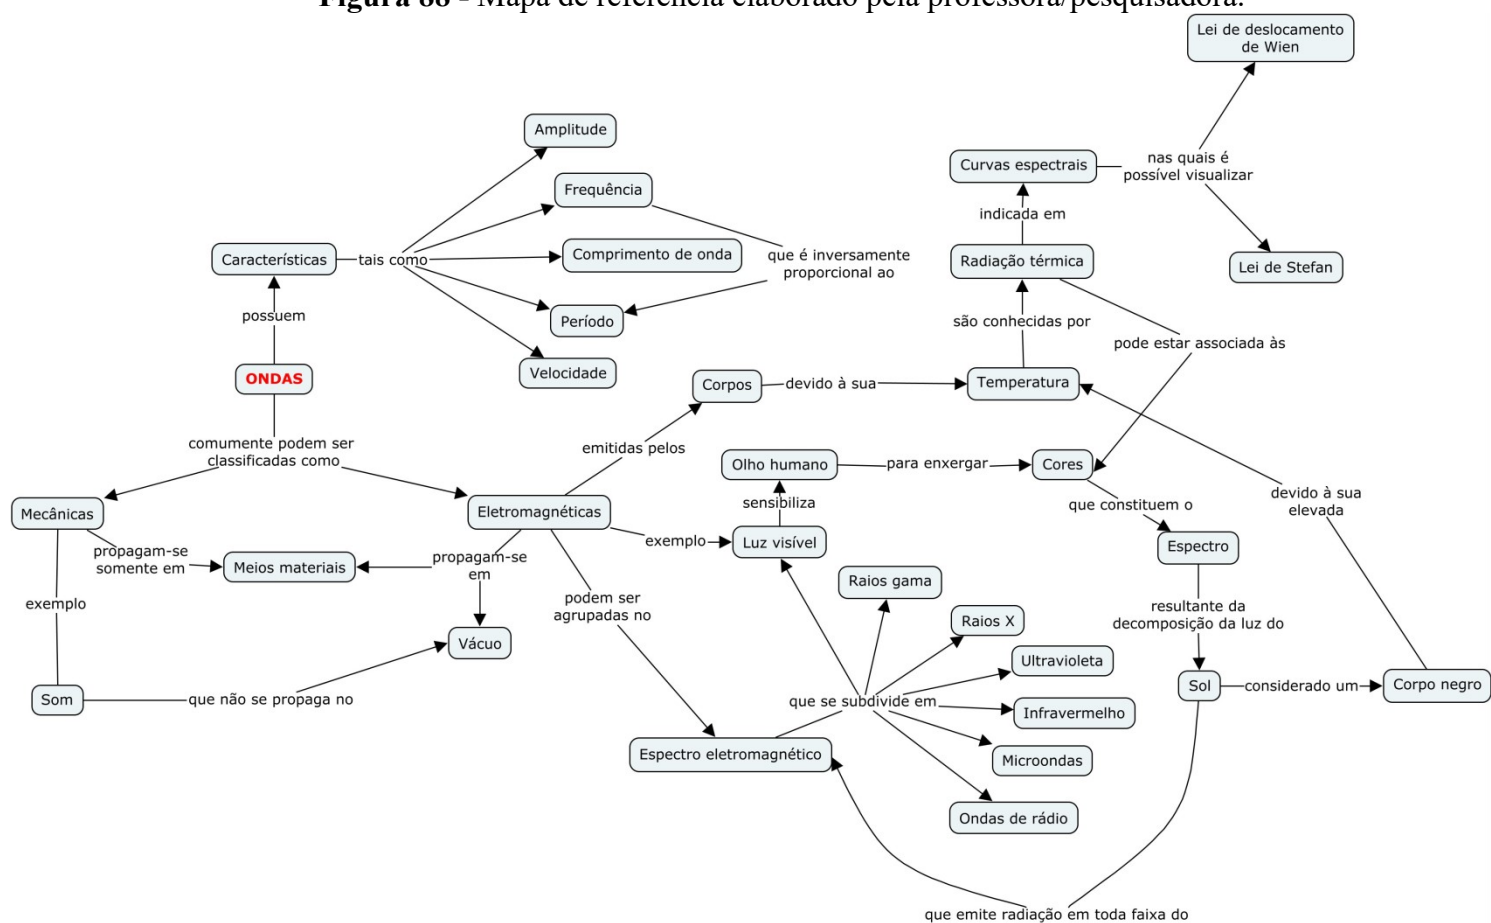 Figura 88 - Mapa de referência elaborado pela professora/pesquisadora.
Lei de deslocamento
de Wien
Amplitude
Curvas espectrais
nas quais é
possível visualizar
Frequência
indicada em
Características
tais como
Comprimento de onda
que é inversamente
proporcional ao
Radiação térmica
Lei de Stefan
possuem
Período
são conhecidas por
pode estar associada às
ONDAS
Velocidade
Corpos
devido à sua
Temperatura
comumente podem ser
classificadas como
emitidas pelos
Olho humano
para enxergar
Cores
devido à sua
elevada
Mecânicas
Eletromagnéticas
sensibiliza
que constituem o
exemplo
Luz visível
Espectro
propagam-se
somente em
Meios materiais
propagam-se
em
Raios gama
exemplo
podem ser
agrupadas no
Raios X
resultante da
decomposição da luz do
Vácuo
Ultravioleta
Som
que não se propaga no
que se subdivide em
Sol
considerado um
Corpo negro
Infravermelho
Espectro eletromagnético
Microondas
Ondas de rádio
que emite radiação em toda faixa do